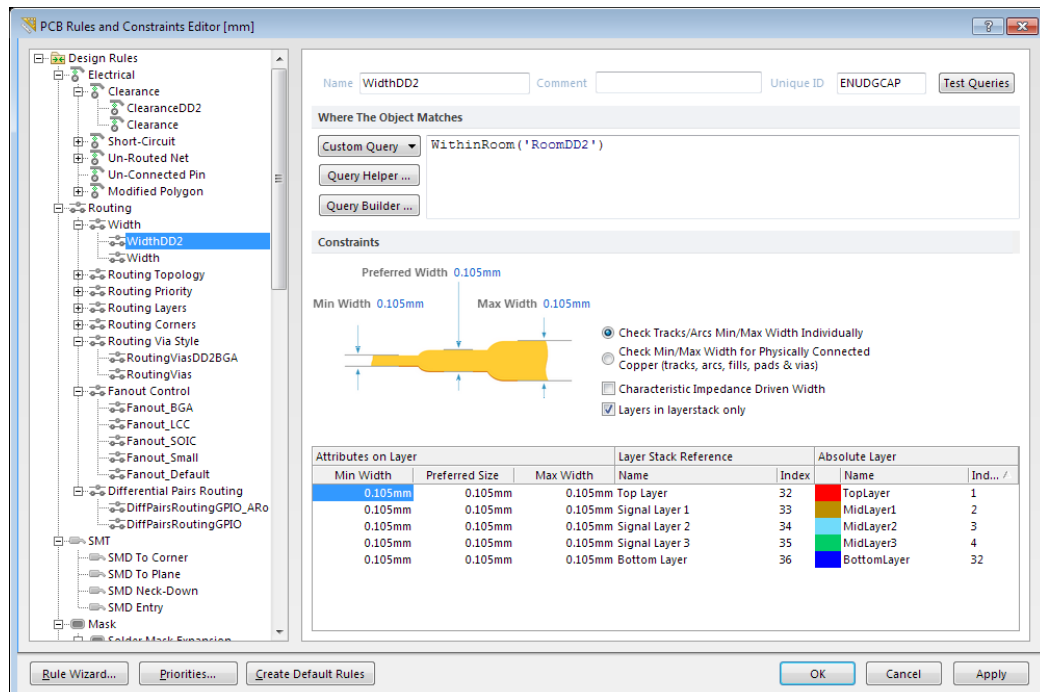 PCB Rules and Constraints Editor [mm]
Design Rules
Electrical
Clearance
ClearanceDD2
Clearance
Short-Circuit
Un-Routed Net
Un-Connected Pin
Modified Polygon
Routing
Width
WidthDD2
Width
Routing Topology
Routing Priority
Routing Layers
Routing Corners
Routing Via Style
RoutingViasDD2BGA
RoutingVias
Fanout Control
Fanout_BGA
Fanout_LCC
Fanout_SOIC
Fanout_Small
Fanout_Default
Differential Pairs Routing
DiffPairsRoutingGPIO_ARo
DiffPairsRoutingGPIO
SMT
SMD To Corner
SMD To Plane
SMD Neck-Down
SMD Entry
Mask
Solder Mask Expansion
Name WidthDD2 Comment Unique ID ENUDGCAP Test Queries
Where The Object Matches
Custom Query WithinRoom('RoomDD2')
Query Helper ...
Query Builder ...
Constraints
Preferred Width 0.105mm
Min Width 0.105mm Max Width 0.105mm
Check Tracks/Arcs Min/Max Width Individually
Check Min/Max Width for Physically Connected
Copper (tracks, arcs, fills, pads & vias)
Characteristic Impedance Driven Width
Layers in layerstack only
Attributes on Layer Layer Stack Reference Absolute Layer
Min Width Preferred Size Max Width Name Index Name Ind...
0.105mm 0.105mm 0.105mm Top Layer 32 TopLayer 1
0.105mm 0.105mm 0.105mm Signal Layer 1 33 MidLayer1 2
0.105mm 0.105mm 0.105mm Signal Layer 2 34 MidLayer2 3
0.105mm 0.105mm 0.105mm Signal Layer 3 35 MidLayer3 4
0.105mm 0.105mm 0.105mm Bottom Layer 36 BottomLayer 32
Rule Wizard... Priorities... Create Default Rules OK Cancel Apply